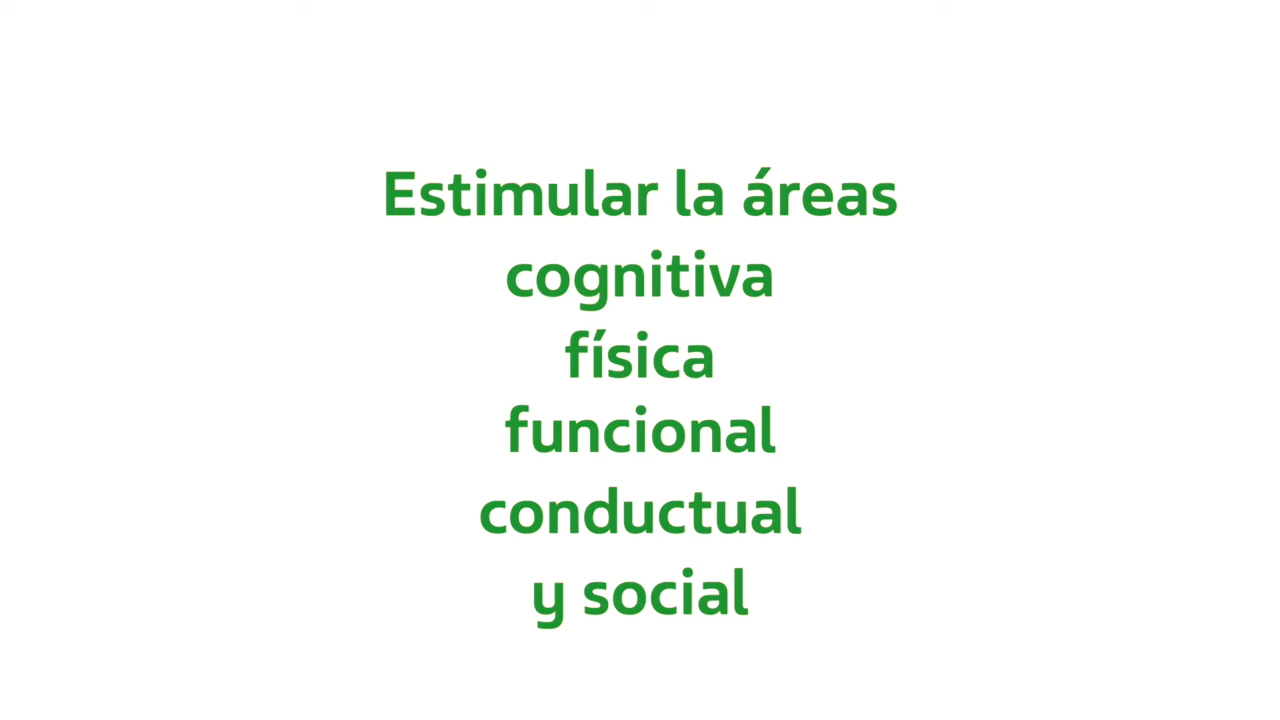 Estimular la áreas
cognitiva
física
funcional
conductual
y social